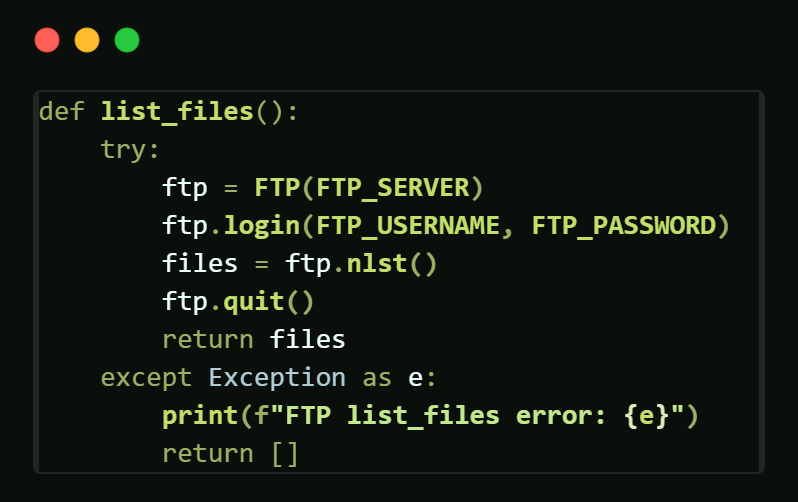 def list_files():
    try:
        ftp = FTP(FTP_SERVER)
        ftp.login(FTP_USERNAME, FTP_PASSWORD)
        files = ftp.nlst()
        ftp.quit()
        return files
    except Exception as e:
        print(f"FTP list_files error: {e}")
        return []